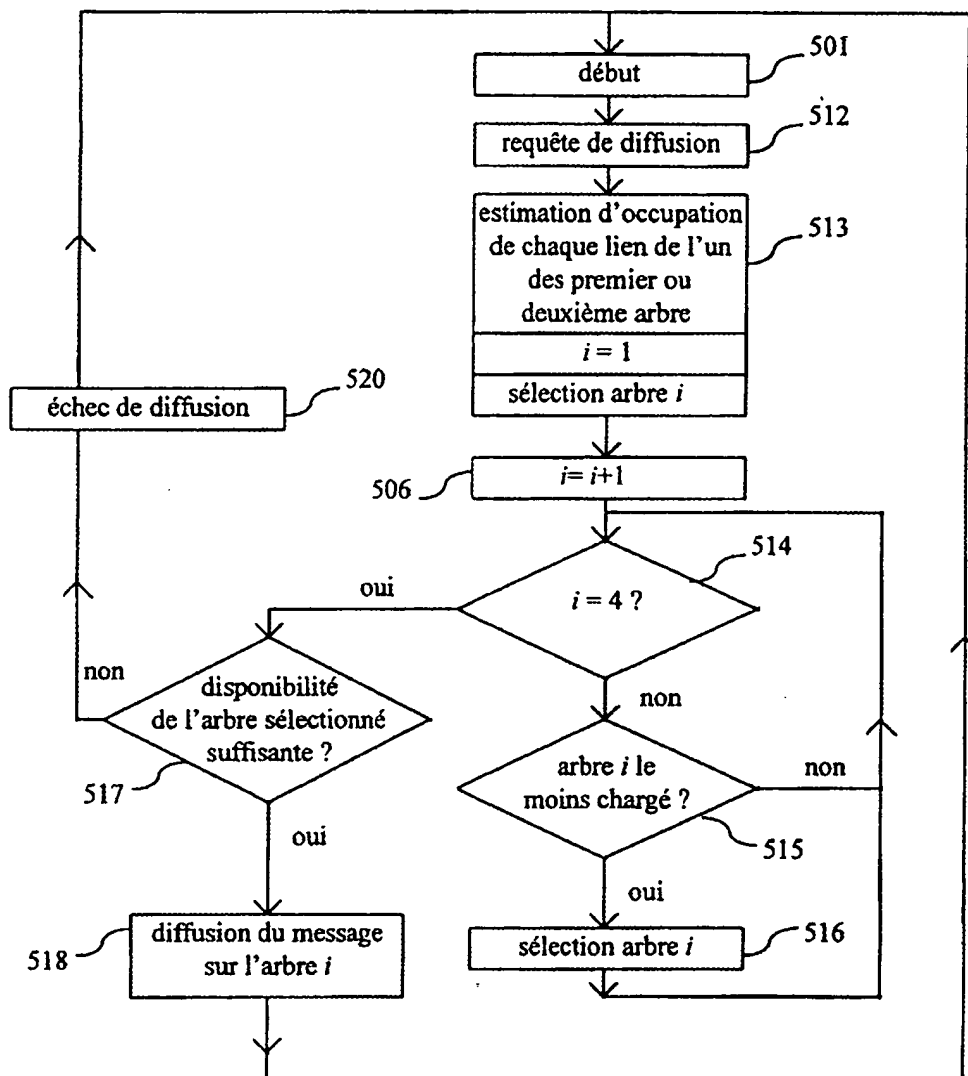 501
début
512
requête de diffusion
513
estimation d'occupation
de chaque lien de l'un
des premier ou
deuxième arbre
i = 1
sélection arbre i
520
échec de diffusion
506
i= i+1
514
i = 4 ?
oui
non
non
disponibilité
de l'arbre sélectionné
suffisante ?
517
arbre i le
moins chargé ?
non
515
oui
oui
518
diffusion du message
sur l'arbre i
sélection arbre i
516